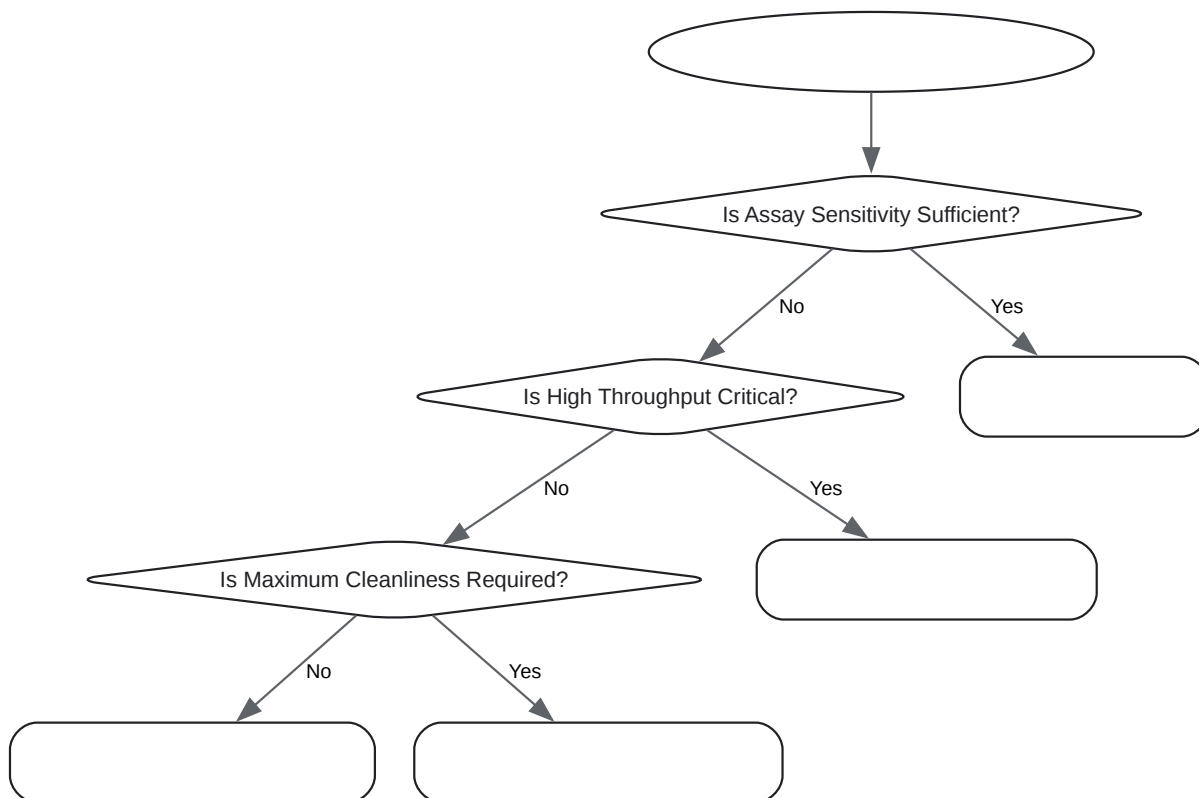 Is Assay Sensitivity Sufficient?
No
Yes
Is High Throughput Critical?
No
Yes
Is Maximum Cleanliness Required?
No
Yes